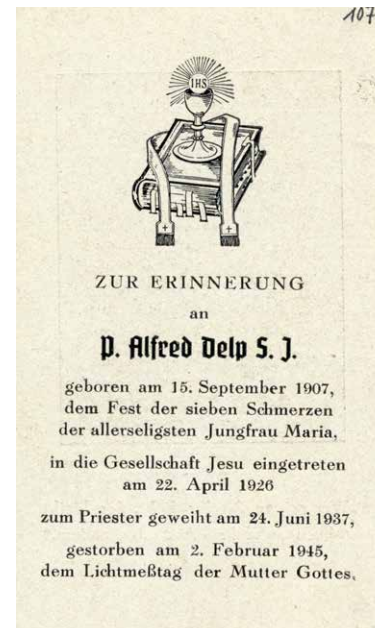 107
IHS
ZUR ERINNERUNG
an
P. Alfred Delp S. J.
geboren am 15. September 1907,
dem Fest der sieben Schmerzen
der allerseligsten Jungfrau Maria,
in die Gesellschaft Jesu eingetreten
am 22. April 1926
zum Priester geweiht am 24. Juni 1937,
gestorben am 2. Februar 1945,
dem Lichtmeßtag der Mutter Gottes,